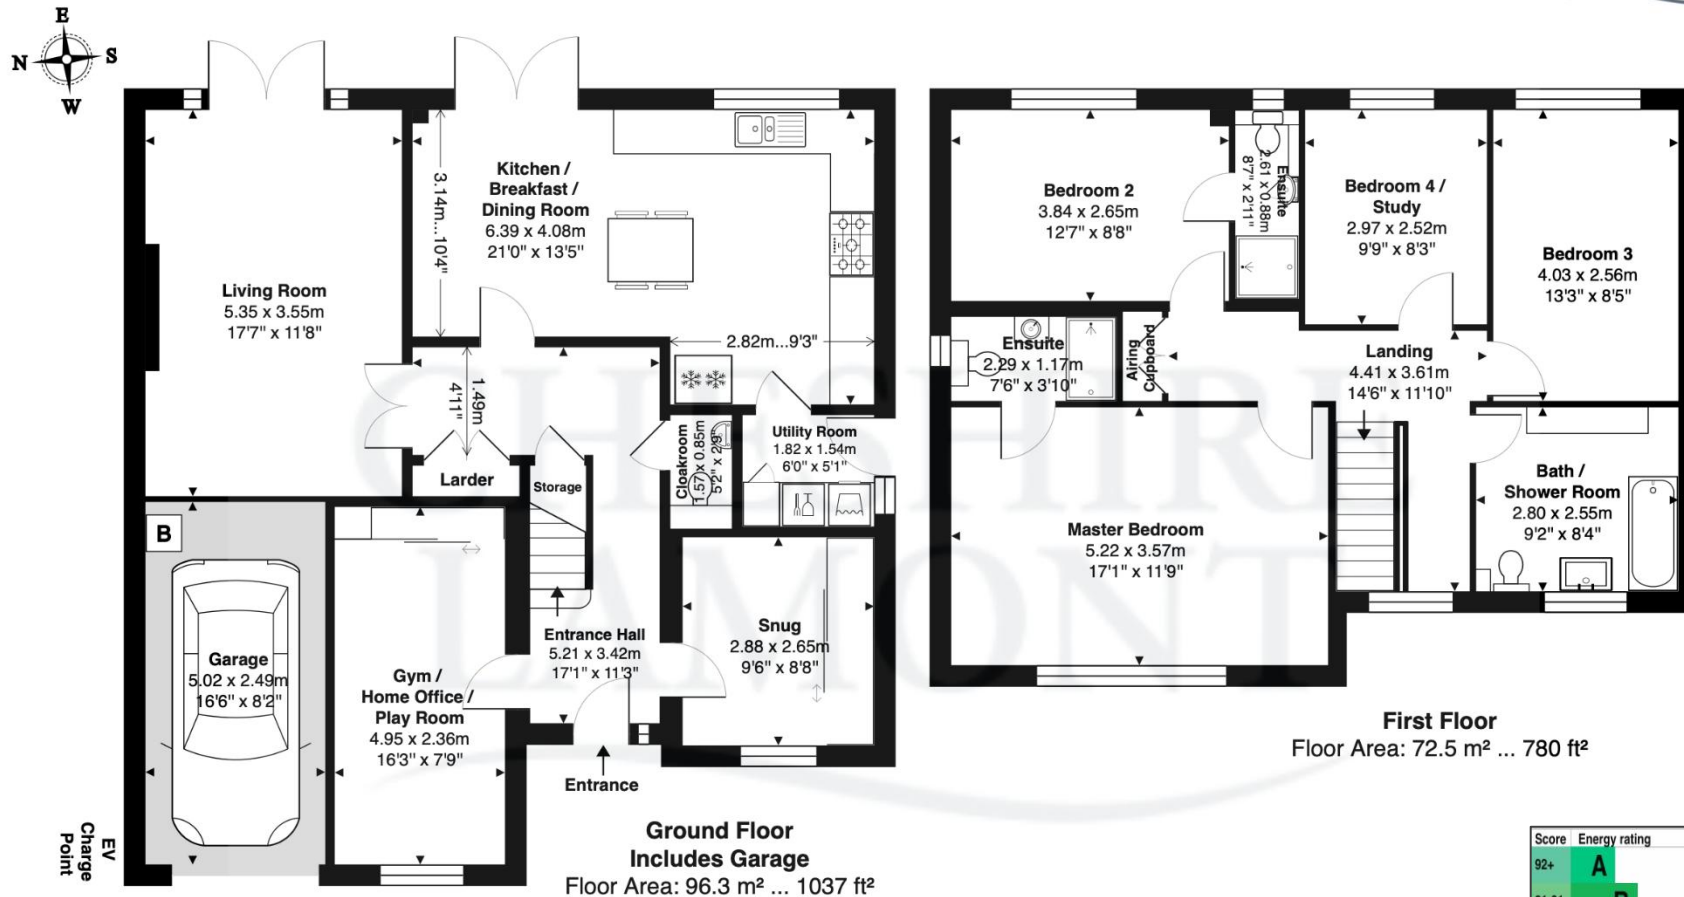 E
N
S
W
Kitchen /
Breakfast /
Dining Room
6.39 x 4.08m
21'0" x 13'5"
3.14m...10'4"
2.82m...9'3"
Living Room
5.35 x 3.55m
17'7" x 11'8"
1.49m
4'11"
Larder
Storage
Cloakroom
1.57 x 0.85m
5'2" x 2'9"
Utility Room
1.82 x 1.54m
6'0" x 5'1"
B
Garage
5.02 x 2.49m
16'6" x 8'2"
Gym /
Home Office /
Play Room
4.95 x 2.36m
16'3" x 7'9"
Entrance Hall
5.21 x 3.42m
17'1" x 11'3"
Snug
2.88 x 2.65m
9'6" x 8'8"
Entrance
EV
Charge
Point
Ground Floor
Includes Garage
Floor Area: 96.3 m² ... 1037 ft²
Bedroom 2
3.84 x 2.65m
12'7" x 8'8"
Ensuite
2.61 x 0.88m
8'7" x 2'11"
Bedroom 4 /
Study
2.97 x 2.52m
9'9" x 8'3"
Bedroom 3
4.03 x 2.56m
13'3" x 8'5"
Ensuite
2.29 x 1.17m
7'6" x 3'10"
Airing
Cupboard
Landing
4.41 x 3.61m
14'6" x 11'10"
Master Bedroom
5.22 x 3.57m
17'1" x 11'9"
Bath /
Shower Room
2.80 x 2.55m
9'2" x 8'4"
First Floor
Floor Area: 72.5 m² ... 780 ft²
CHESHIRE
LAMONT
Score Energy rating
92+ A